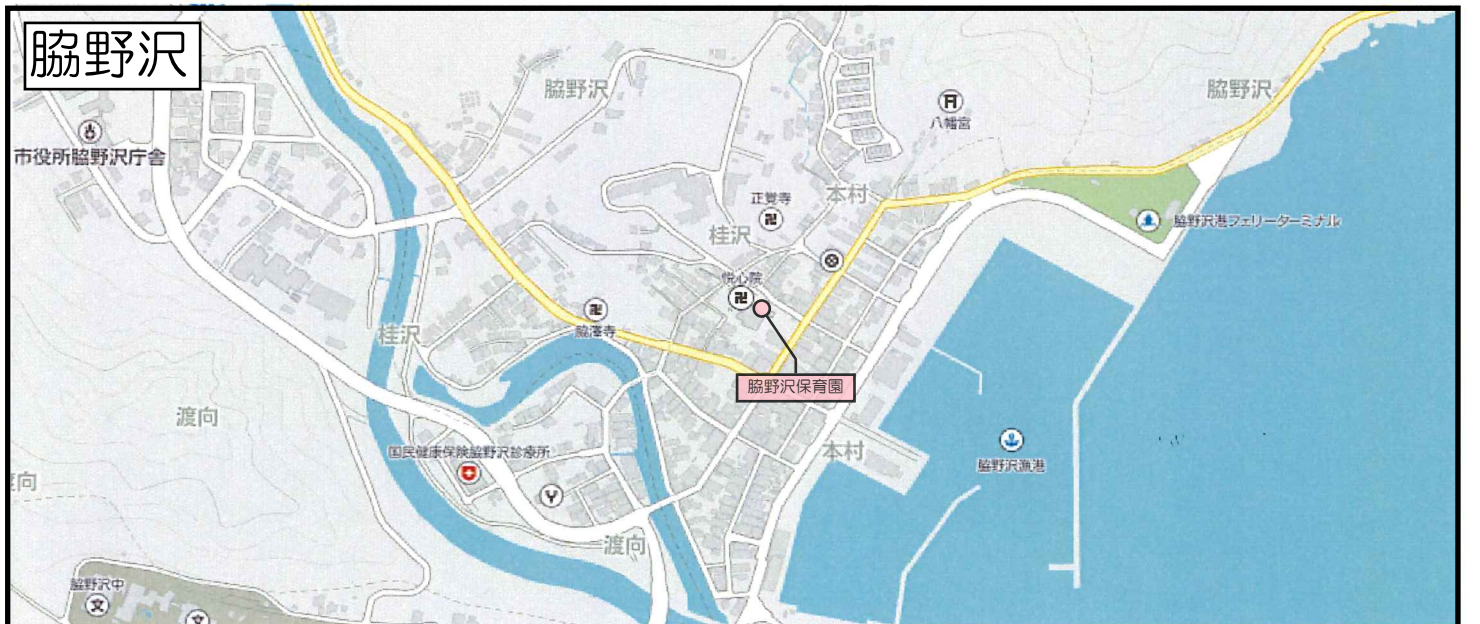 脇野沢
脇野沢
脇野沢
八幡宮
市役所脇野沢庁舎
正覚寺
本村
桂沢
脇野沢港フェリーターミナル
悦心院
脇澤寺
桂沢
脇野沢保育園
渡向
国民健康保険脇野沢診療所
本村
脇野沢漁港
渡向
脇野沢中
文
文